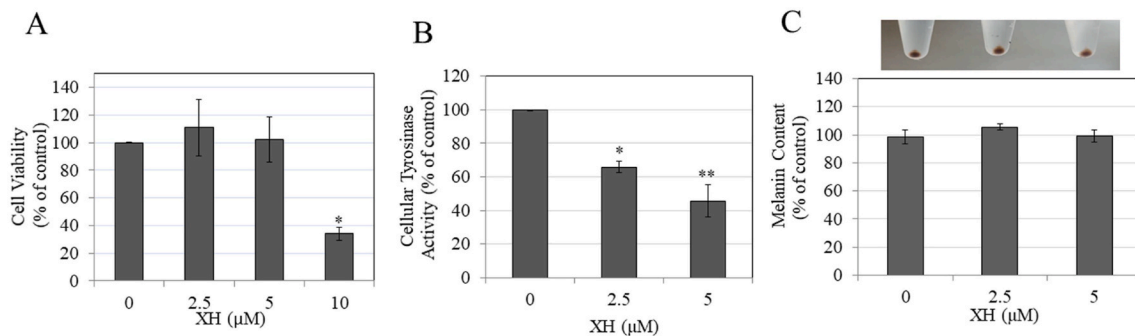 A
Cell Viability
(% of control)
140
120
100
80
60
40
20
0
*
0 2.5 5 10
XH (μM)
B
Cellular Tyrosinase
Activity (% of control)
120
100
80
60
40
20
0
*
**
0 2.5 5
XH (μM)
C
Melanin Content
(% of control)
140
120
100
80
60
40
20
0
0 2.5 5
XH (μM)